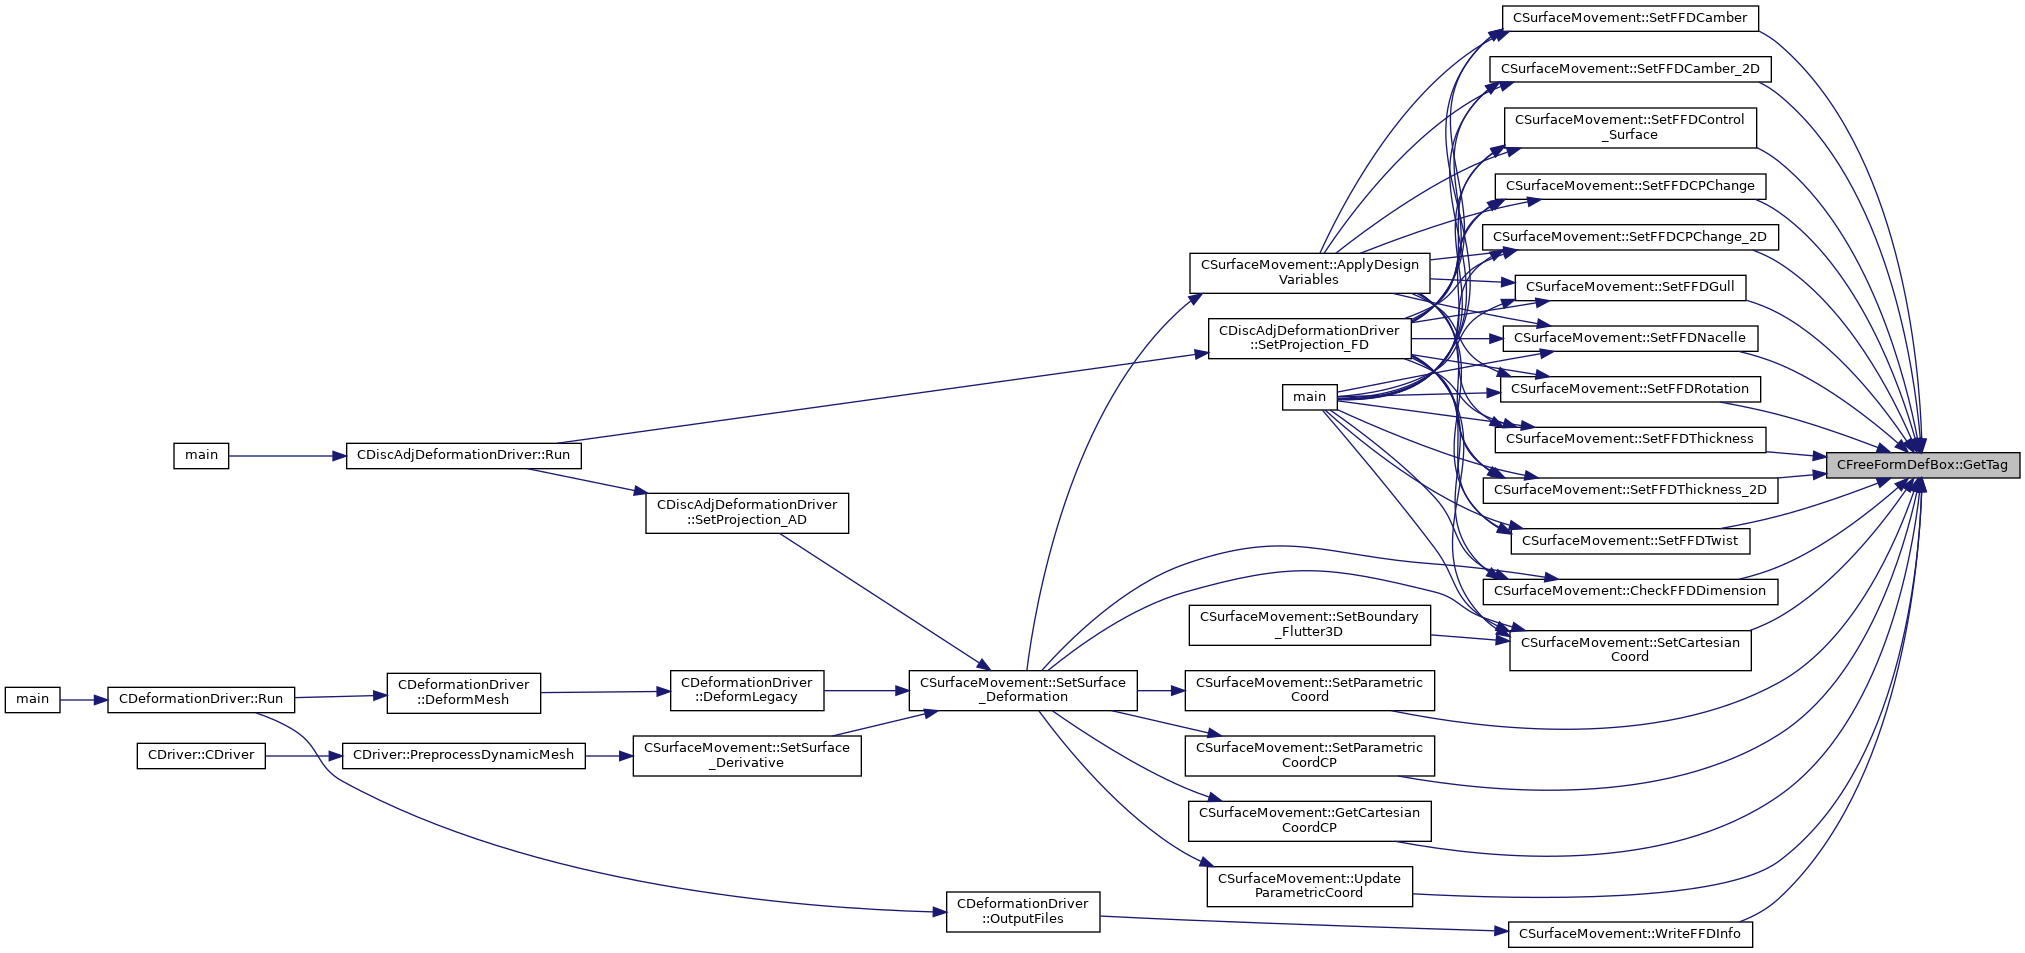 CSurfaceMovement::SetFFDCamber
CSurfaceMovement::SetFFDCamber_2D
CSurfaceMovement::SetFFDControl
_Surface
CSurfaceMovement::SetFFDCPChange
CSurfaceMovement::SetFFDCPChange_2D
CSurfaceMovement::ApplyDesign
Variables
CSurfaceMovement::SetFFDGull
CDiscAdjDeformationDriver
::SetProjection_FD
CSurfaceMovement::SetFFDNacelle
main
CSurfaceMovement::SetFFDRotation
CSurfaceMovement::SetFFDThickness
main
CDiscAdjDeformationDriver::Run
CFreeFormDefBox::GetTag
CSurfaceMovement::SetFFDThickness_2D
CDiscAdjDeformationDriver
::SetProjection_AD
CSurfaceMovement::SetFFDTwist
CSurfaceMovement::CheckFFDDimension
CSurfaceMovement::SetBoundary
_Flutter3D
CSurfaceMovement::SetCartesian
Coord
main
CDeformationDriver::Run
CDeformationDriver
::DeformMesh
CDeformationDriver
::DeformLegacy
CSurfaceMovement::SetSurface
_Deformation
CSurfaceMovement::SetParametric
Coord
CDriver::CDriver
CDriver::PreprocessDynamicMesh
CSurfaceMovement::SetSurface
_Derivative
CSurfaceMovement::SetParametric
CoordCP
CSurfaceMovement::GetCartesian
CoordCP
CSurfaceMovement::Update
ParametricCoord
CDeformationDriver
::OutputFiles
CSurfaceMovement::WriteFFDInfo